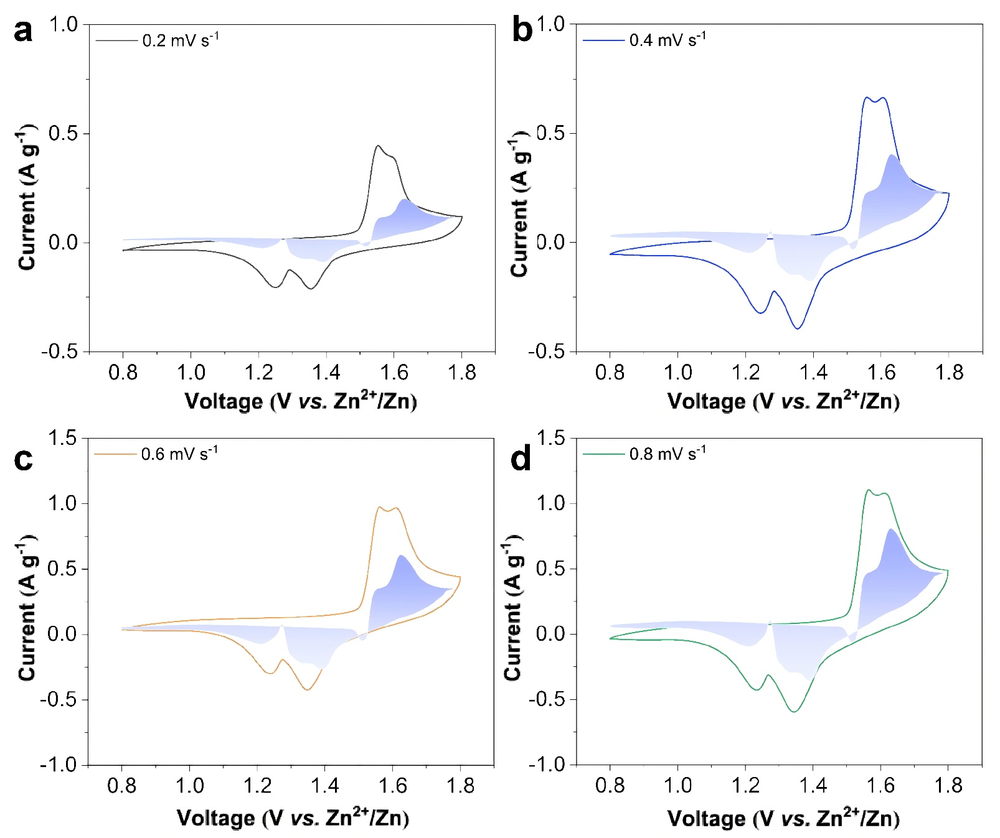 a
0.2 mV s⁻¹
1.0
0.5
0.0
-0.5
Current (A g⁻¹)
0.8 1.0 1.2 1.4 1.6 1.8
Voltage (V vs. Zn²⁺/Zn)
b
0.4 mV s⁻¹
1.0
0.5
0.0
-0.5
Current (A g⁻¹)
0.8 1.0 1.2 1.4 1.6 1.8
Voltage (V vs. Zn²⁺/Zn)
c
0.6 mV s⁻¹
1.5
1.0
0.5
0.0
-0.5
-1.0
Current (A g⁻¹)
0.8 1.0 1.2 1.4 1.6 1.8
Voltage (V vs. Zn²⁺/Zn)
d
0.8 mV s⁻¹
1.5
1.0
0.5
0.0
-0.5
-1.0
Current (A g⁻¹)
0.8 1.0 1.2 1.4 1.6 1.8
Voltage (V vs. Zn²⁺/Zn)